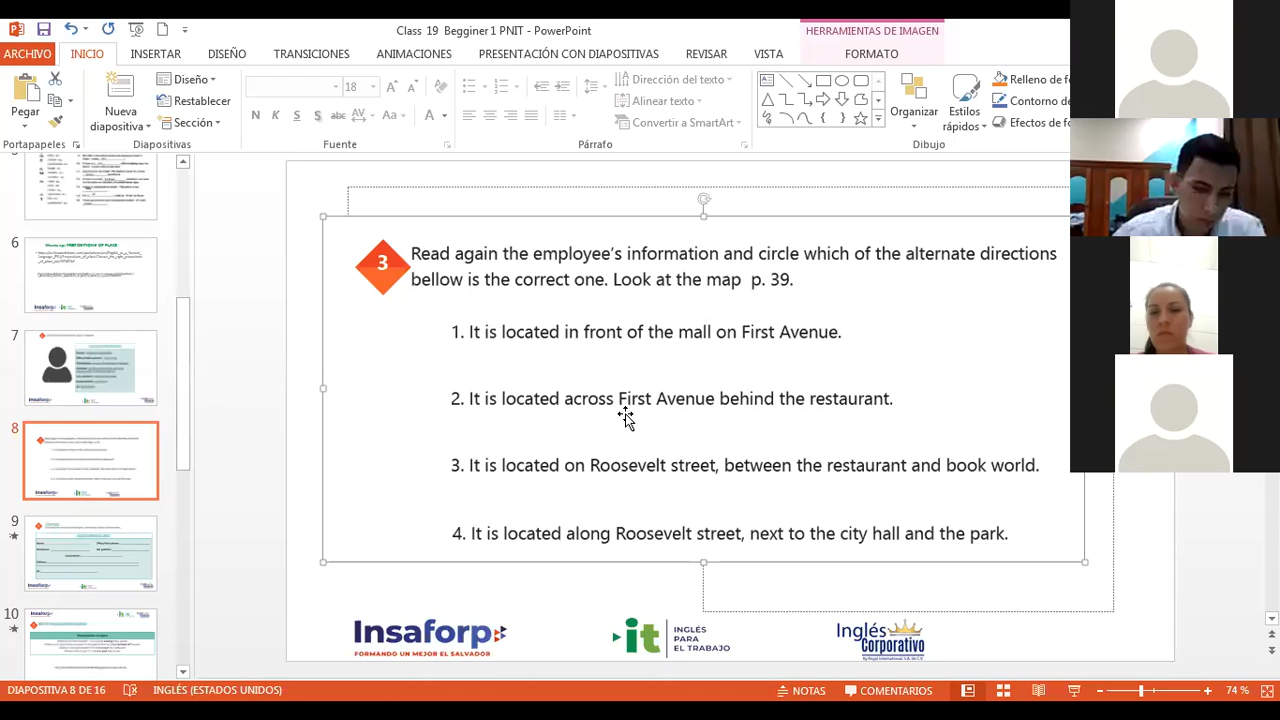 Class 19 Begginer 1 PNIT - PowerPoint
HERRAMIENTAS DE IMAGEN
ARCHIVO INICIO INSERTAR DISEÑO TRANSICIONES ANIMACIONES PRESENTACIÓN CON DIAPOSITIVAS REVISAR VISTA FORMATO
Pegar
Nueva
diapositiva
Diseño
Restablecer
Sección
18
N K S S abc AV Aa A
Dirección del texto
Alinear texto
Convertir a SmartArt
Organizar
Estilos
rápidos
Relleno de fo
Contorno de
Efectos de fo
Portapapeles Diapositivas Fuente Párrafo Dibujo
6
7
8
9
10
3
Read again the employee's information and circle which of the alternate directions
bellow is the correct one. Look at the map p. 39.
1. It is located in front of the mall on First Avenue.
2. It is located across First Avenue behind the restaurant.
3. It is located on Roosevelt street, between the restaurant and book world.
4. It is located along Roosevelt street, next to the city hall and the park.
Insaforp
FORMANDO UN MEJOR EL SALVADOR
it
INGLÉS
PARA
EL TRABAJO
Inglés
Corporativo
DIAPOSITIVA 8 DE 16 INGLÉS (ESTADOS UNIDOS) NOTAS COMENTARIOS 74 %